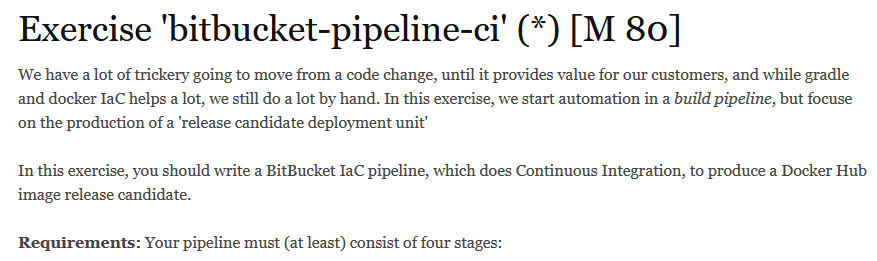 Exercise 'bitbucket-pipeline-ci' (*) [M 80]
We have a lot of trickery going to move from a code change, until it provides value for our customers, and while gradle
and docker IaC helps a lot, we still do a lot by hand. In this exercise, we start automation in a build pipeline, but focuse
on the production of a 'release candidate deployment unit'
In this exercise, you should write a BitBucket IaC pipeline, which does Continuous Integration, to produce a Docker Hub
image release candidate.
Requirements: Your pipeline must (at least) consist of four stages: